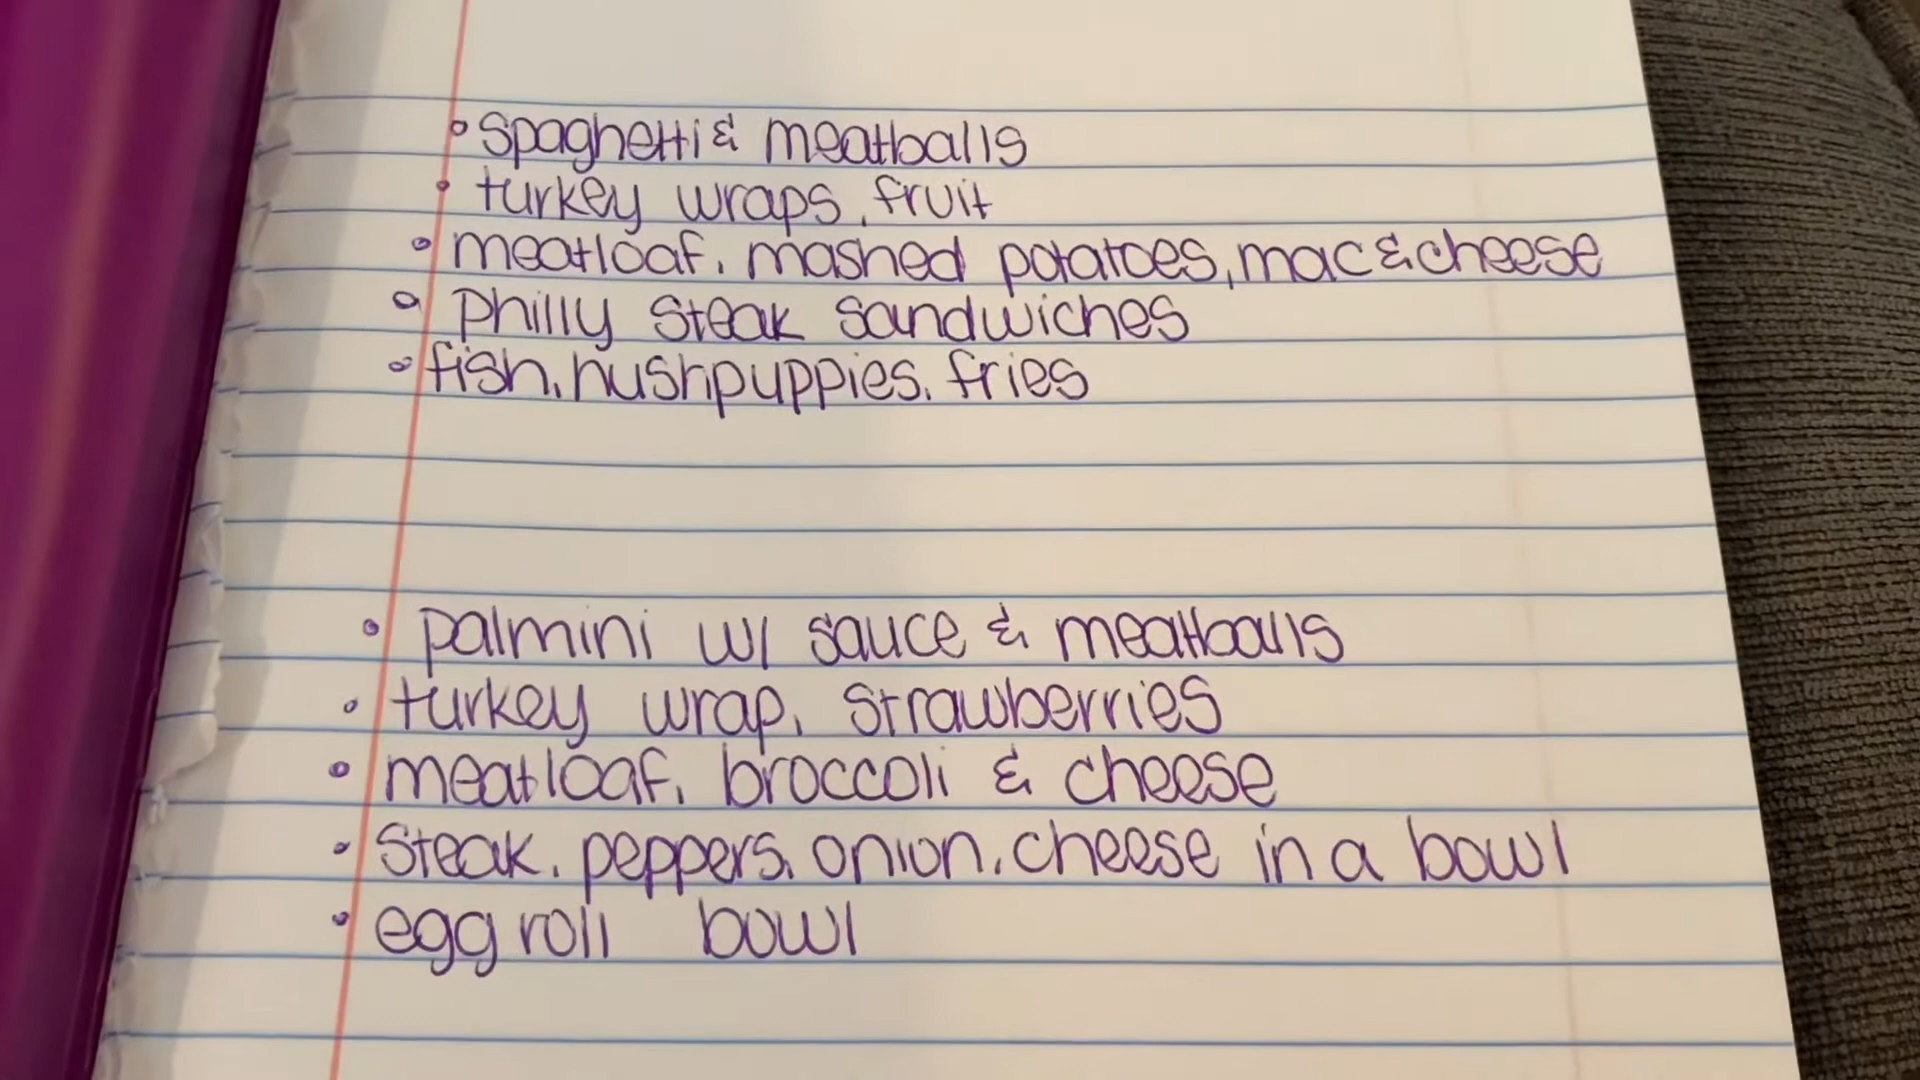 • Spaghetti & meatballs
• turkey wraps, fruit
• meatloaf, mashed potatoes, mac & cheese
• Philly Steak Sandwiches
• fish, hushpuppies, fries
• palmini w/ sauce & meatballs
• turkey wrap, strawberries
• meatloaf, broccoli & cheese
• Steak, peppers, onion, cheese in a bowl
• egg roll bowl